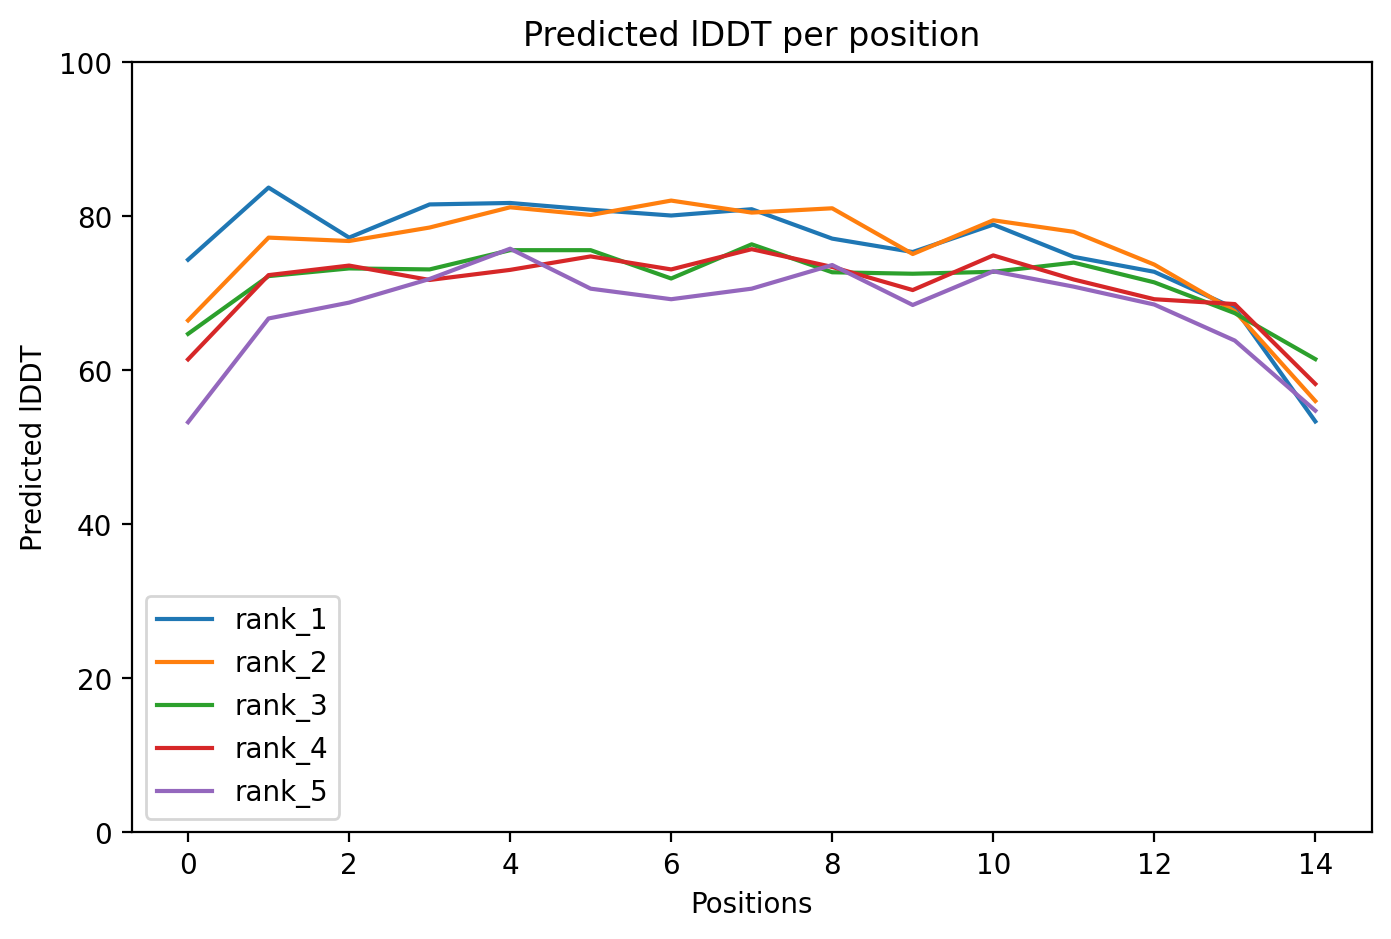 Predicted lDDT per position
100
80
60
40
20
0
Predicted lDDT
rank_1
rank_2
rank_3
rank_4
rank_5
0 2 4 6 8 10 12 14
Positions